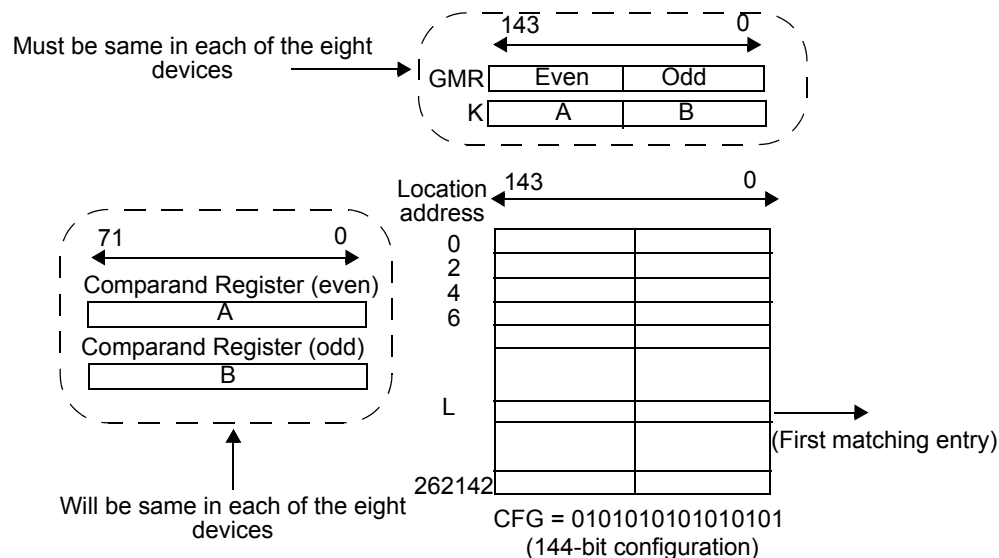 Must be same in each of the eight
devices
143 0
GMR Even Odd
K A B
Location
address
143 0
0
2
4
6
L
262142
(First matching entry)
CFG = 0101010101010101
(144-bit configuration)
71 0
Comparand Register (even)
A
Comparand Register (odd)
B
Will be same in each of the eight
devices